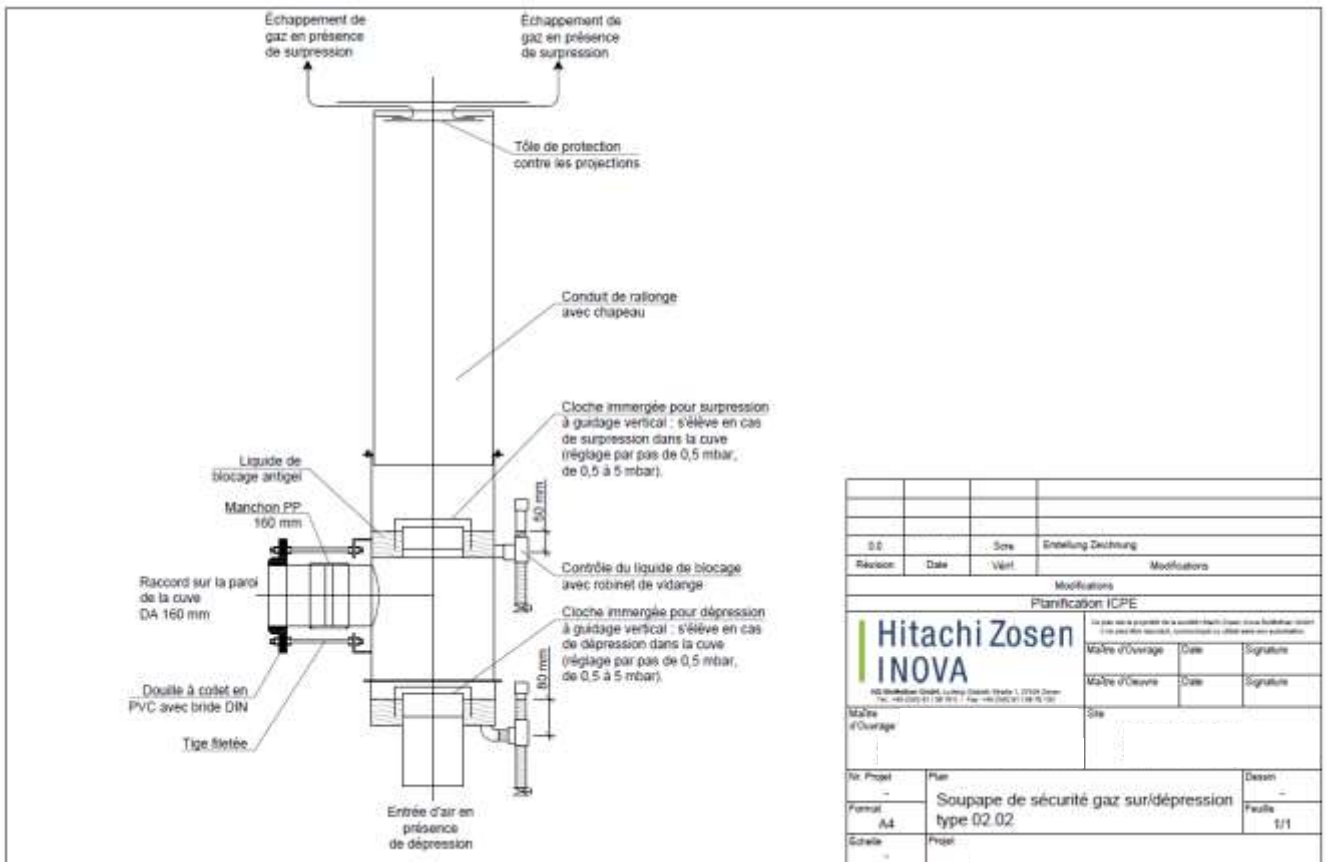 Échappement de
gaz en présence
de surpression
Échappement de
gaz en présence
de surpression
Tôle de protection
contre les projections
Conduit de rallonge
avec chapeau
Cloche immergée pour surpression
à guidage vertical : s'élève en cas
de surpression dans la cuve
(réglage par pas de 0,5 mbar,
de 0,5 à 5 mbar).
Liquide de
blocage antigel
Manchon PP
160 mm
50 mm
Raccord sur la paroi
de la cuve
DA 160 mm
Contrôle du liquide de blocage
avec robinet de vidange
Cloche immergée pour dépression
à guidage vertical : s'élève en cas
de dépression dans la cuve
(réglage par pas de 0,5 mbar,
de 0,5 à 5 mbar).
80 mm
Douille à collet en
PVC avec bride DIN
Tige filetée
Entrée d'air en
présence
de dépression
0.0 Erstellung Zeichnung
Révision Date Vérif. Modifications
Modifications
Planification ICPE
Hitachi Zosen
INOVA
Maître d'Ouvrage Date Signature
Maître d'Oeuvre Date Signature
Maître
d'Ouvrage
Site
Nr. Projet
-
Plan
Soupape de sécurité gaz sur/dépression
type 02.02
Dessin
-
Format
A4
Feuille
1/1
Echelle
-
Projet